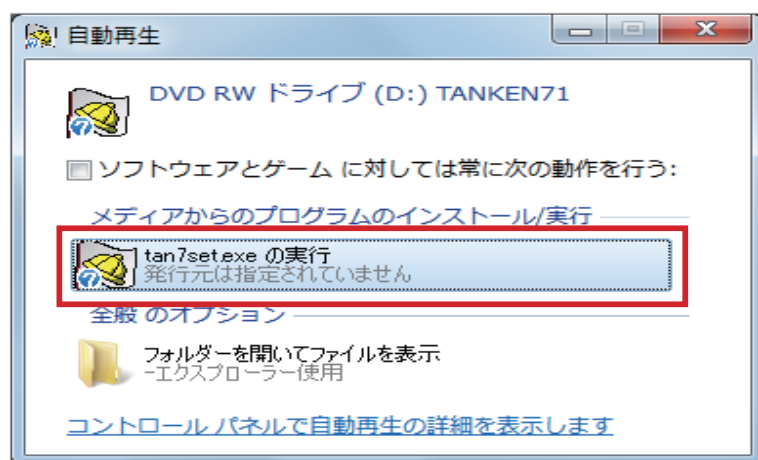 自動再生
DVD RW ドライブ (D:) TANKEN71
ソフトウェアとゲーム に対しては常に次の動作を行う:
メディアからのプログラムのインストール/実行
tan7set.exe の実行
発行元は指定されていません
全般 のオプション
フォルダーを開いてファイルを表示
-エクスプローラー使用
コントロール パネルで自動再生の詳細を表示します